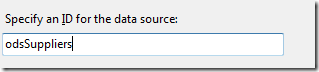 Specify an ID for the data source:
odsSuppliers